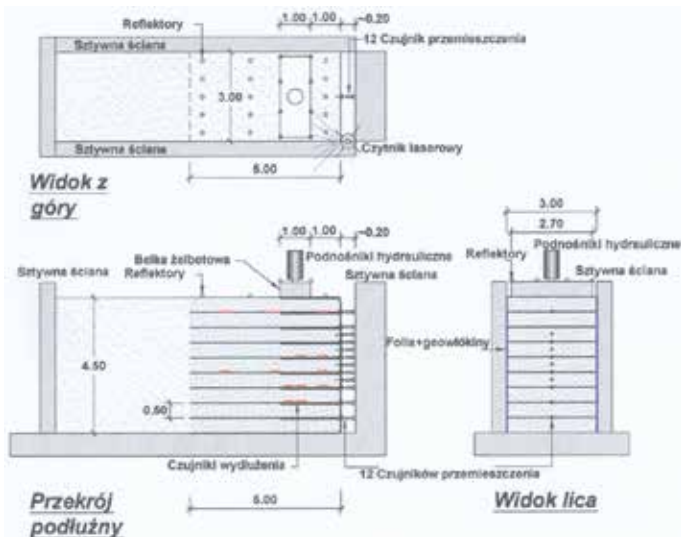 1.00 1.00 ~0.20
Reflektory
12 Czujnik przemieszczenia
Sztywna ściana
3.00
Sztywna ściana
Czytnik laserowy
5.00
Widok z
góry
1.00 1.00 ~0.20
Podnośniki hydrauliczne
Belka żelbetowa
Sztywna ściana
Reflektory
Sztywna ściana
4.50
0.50
Czujniki wydłużenia
12 Czujników przemieszczenia
5.00
Przekrój
podłużny
3.00
2.70
Podnośniki hydrauliczne
Reflektory
Sztywna ściana
Folia+geowłókiny
Widok lica